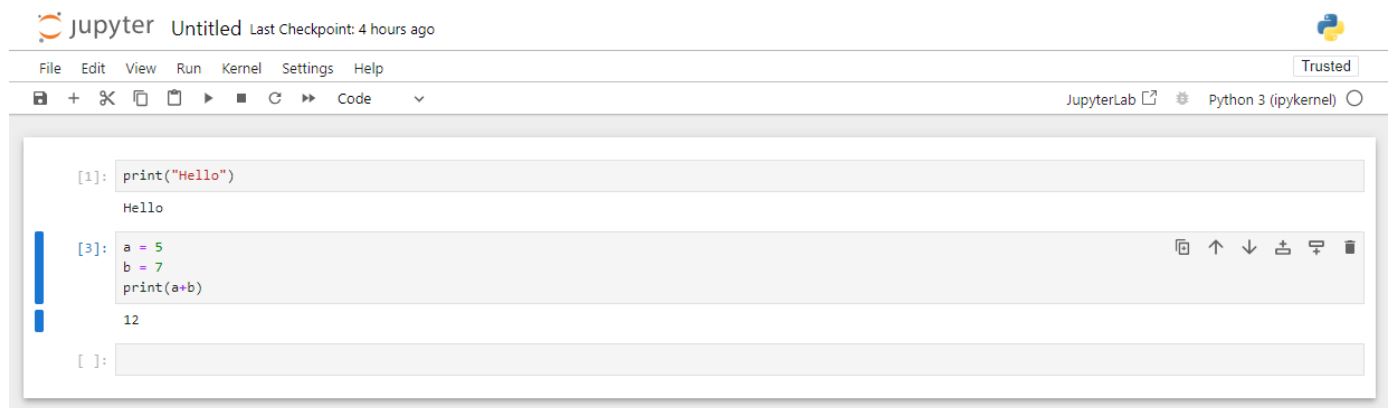 jupyter Untitled Last Checkpoint: 4 hours ago
File Edit View Run Kernel Settings Help Trusted
Code JupyterLab Python 3 (ipykernel)
[1]: print("Hello")
Hello
[3]: a = 5
b = 7
print(a+b)
12
[ ]: